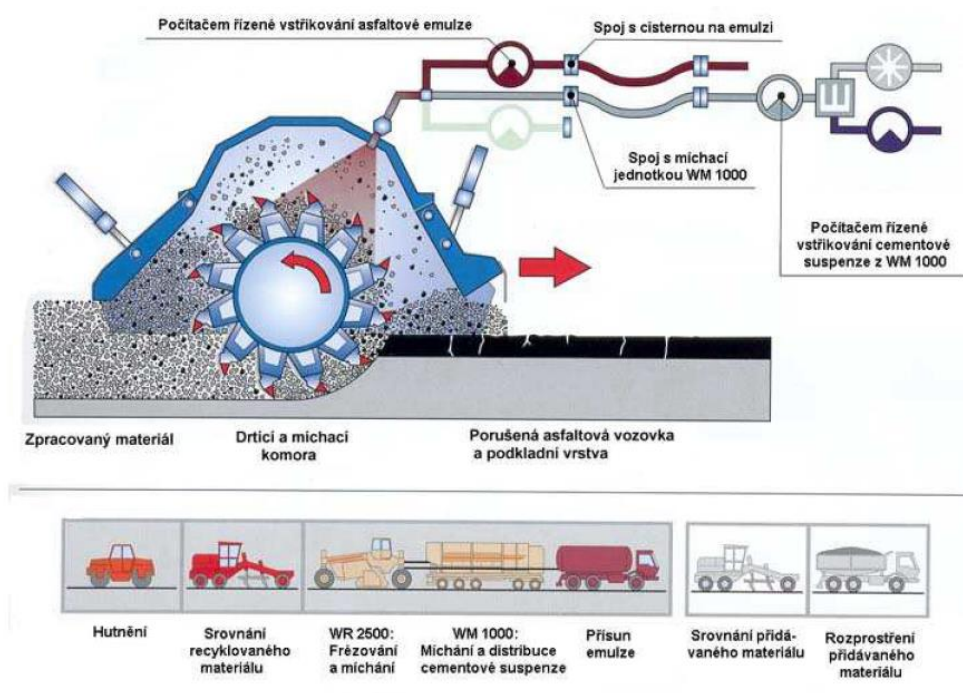 Počítačem řízené vstřikování asfaltové emulze
Spoj s cisternou na emulzi
Spoj s míchací
jednotkou WM 1000
Počítačem řízené
vstřikování cementové
suspenze z WM 1000
Zpracovaný materiál
Drtící a míchací
komora
Porušená asfaltová vozovka
a podkladní vrstva
Hutnění
Srovnání
recyklovaného
materiálu
WR 2500:
Frézování
a míchání
WM 1000:
Míchání a distribuce
cementové suspenze
Přísun
emulze
Srovnání přidá-
vaného materiálu
Rozprostření
přidávaného
materiálu